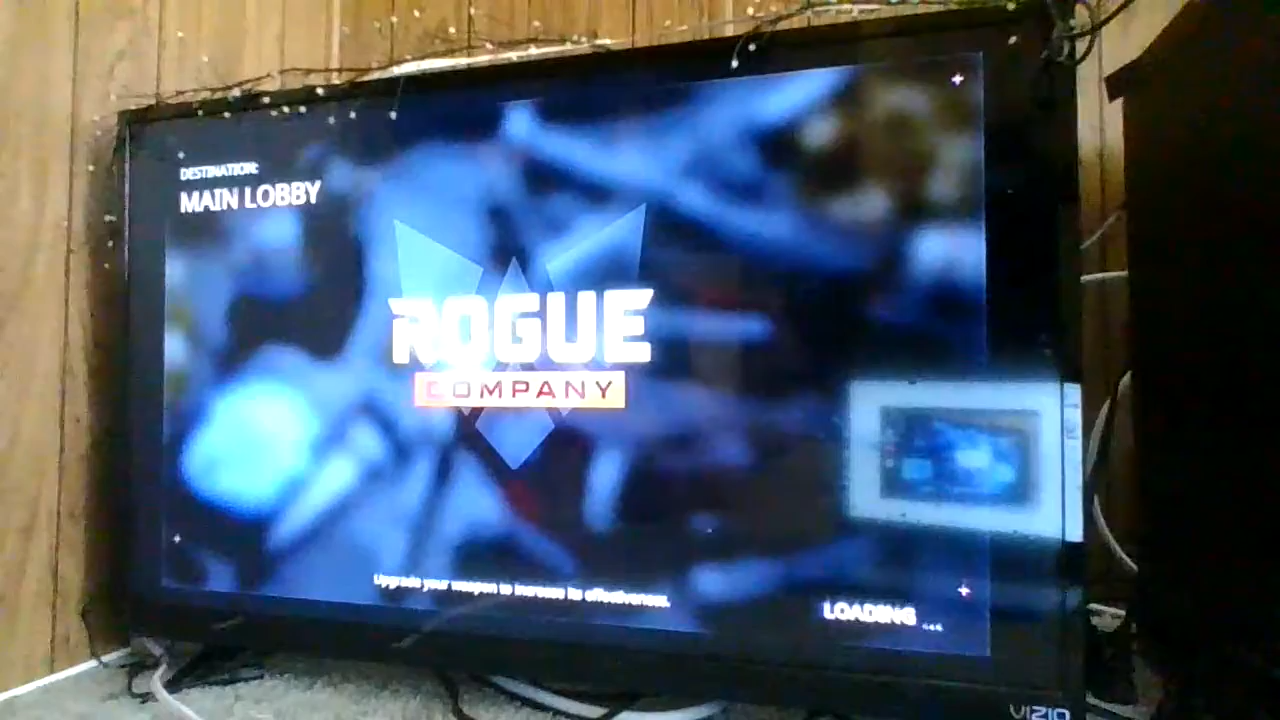 DESTINATION:
MAIN LOBBY
ROGUE
COMPANY
Upgrade your weapon to increase its effectiveness.
LOADING ...
VIZIO